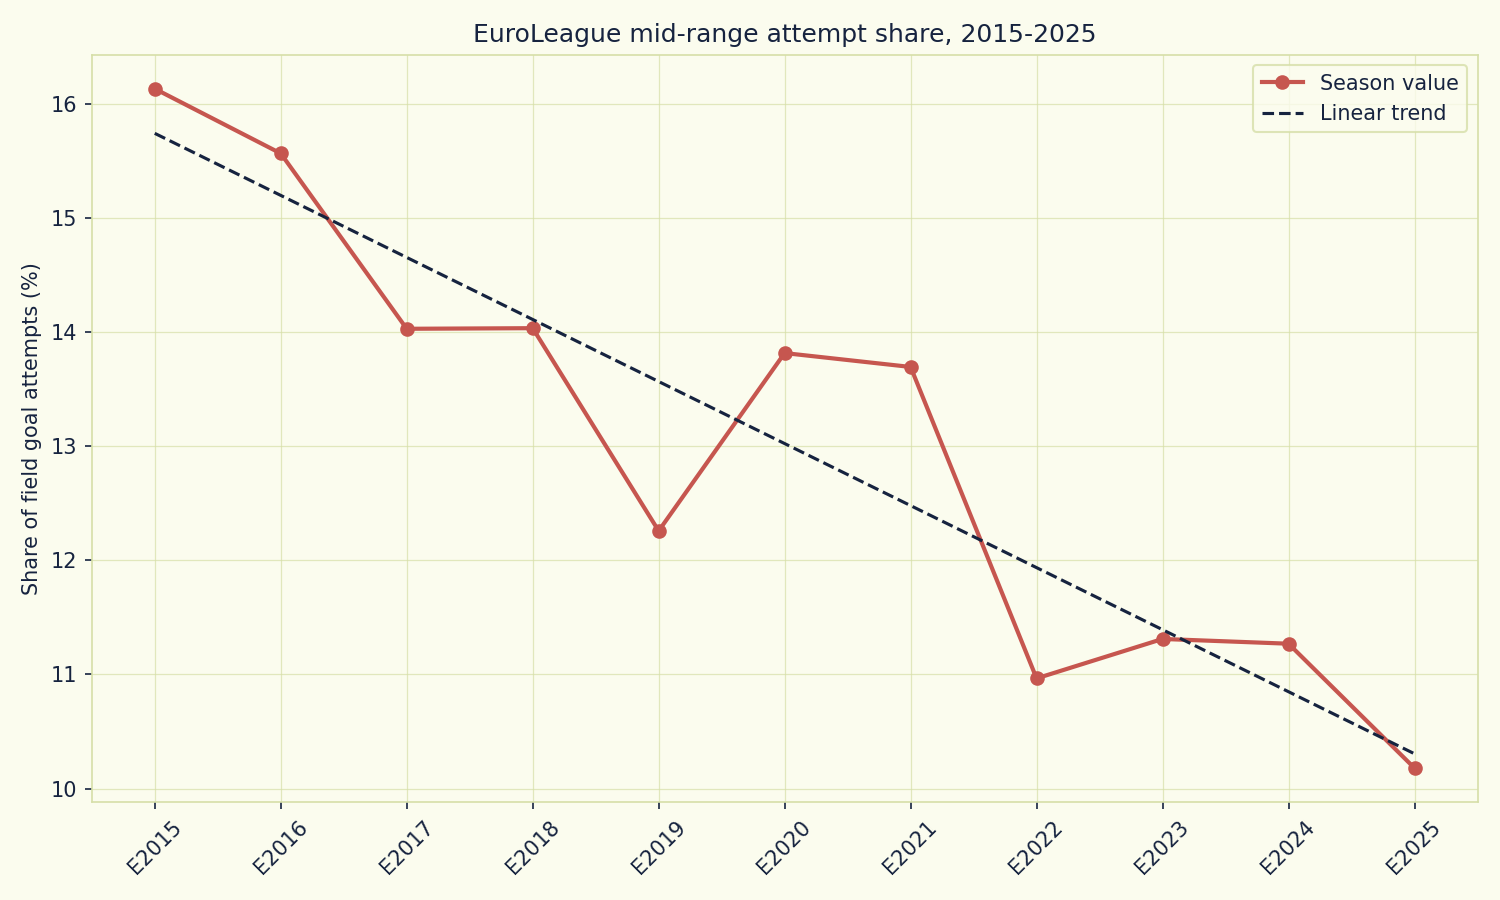 EuroLeague mid-range attempt share, 2015-2025
Season value
Linear trend
Share of field goal attempts (%)
16
15
14
13
12
11
10
E2015
E2016
E2017
E2018
E2019
E2020
E2021
E2022
E2023
E2024
E2025